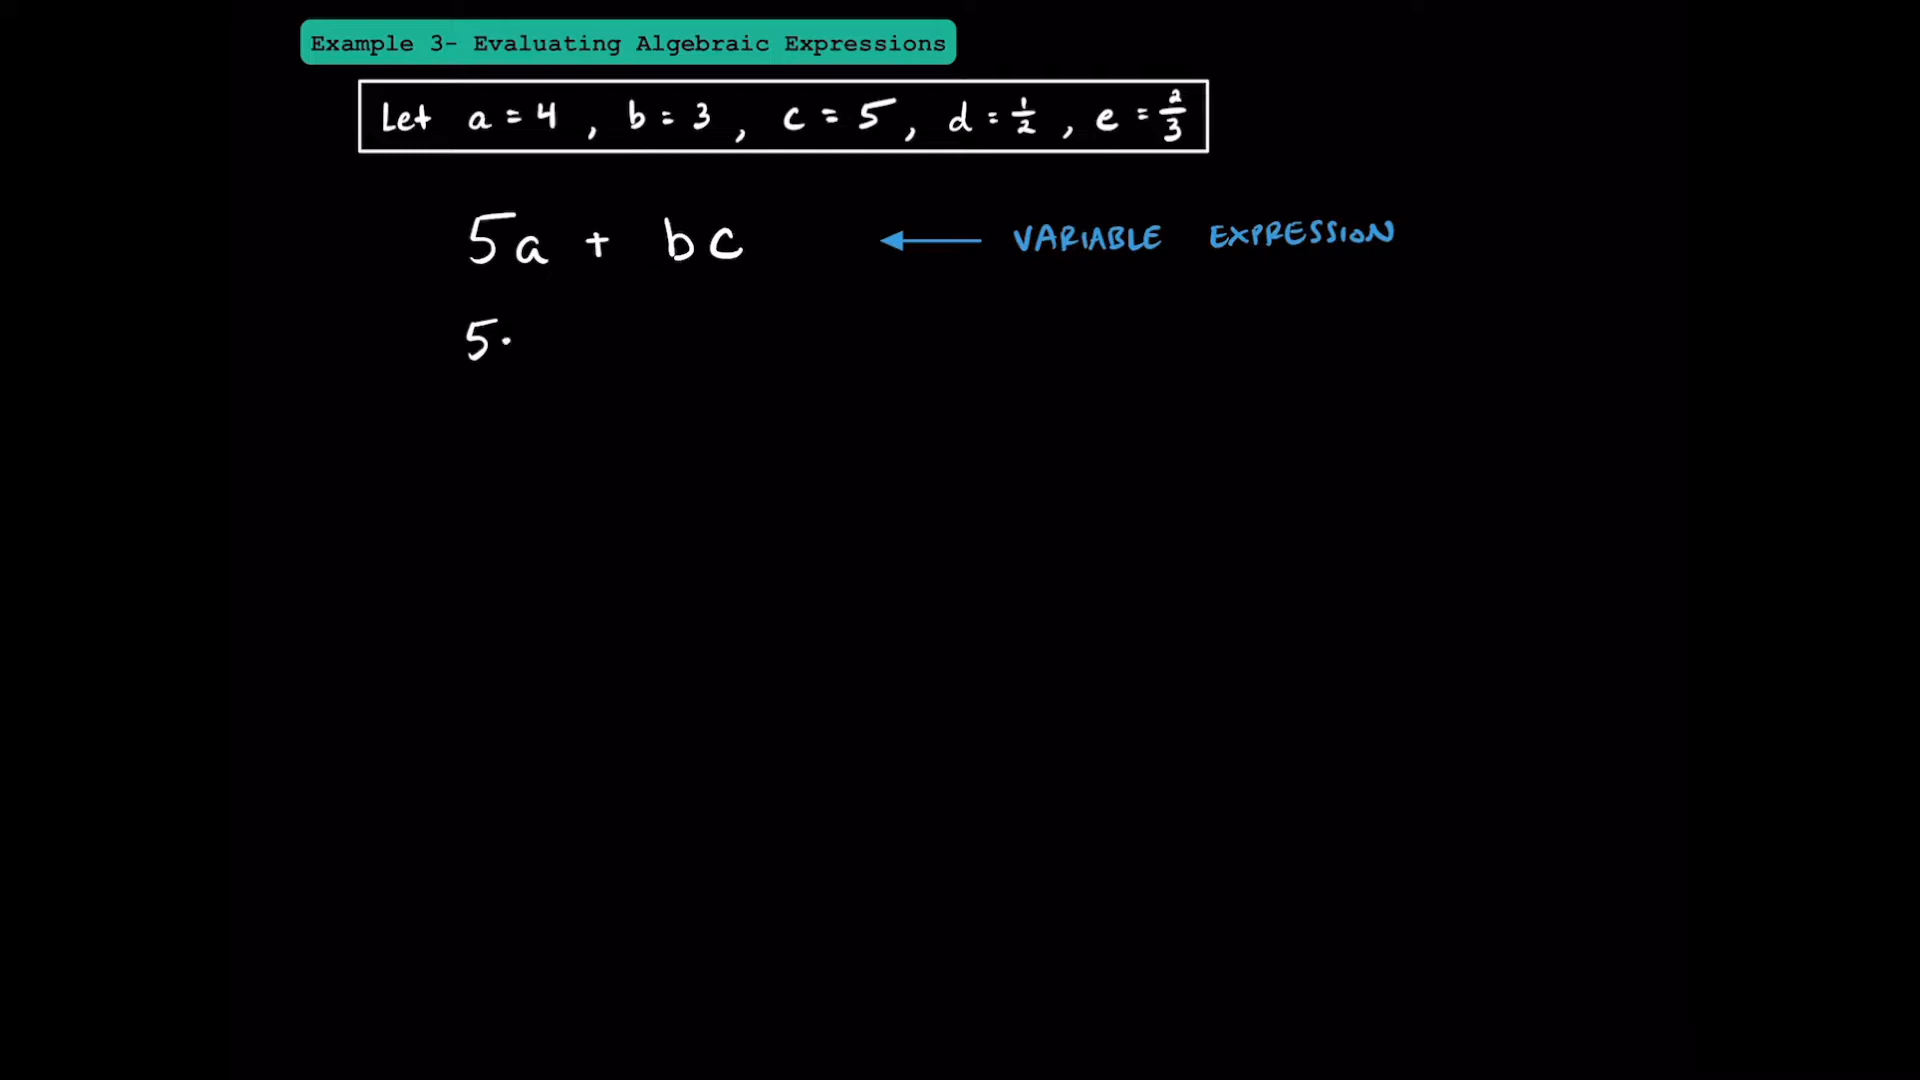 Example 3- Evaluating Algebraic Expressions
Let a = 4 , b = 3 , c = 5 , d = 1/2 , e = 2/3
5a + bc ← VARIABLE EXPRESSION
5·